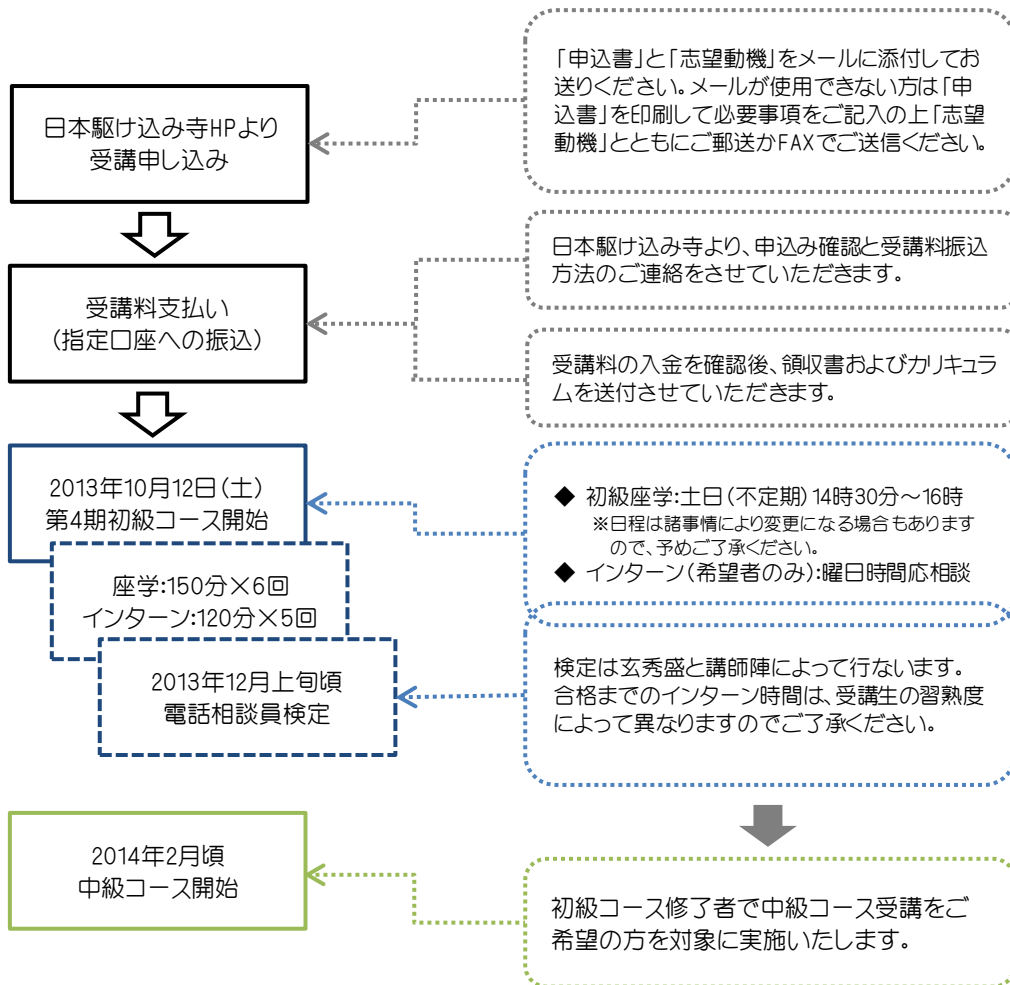 「申込書」と「志望動機」をメールに添付してお
送りください。メールが使用できない方は「申
込書」を印刷して必要事項をご記入の上「志望
動機」とともにご郵送かFAXでご送信ください。
日本駆け込み寺HPより
受講申し込み
日本駆け込み寺より、申込み確認と受講料振込
方法のご連絡をさせていただきます。
受講料支払い
(指定口座への振込)
受講料の入金を確認後、領収書およびカリキュラ
ムを送付させていただきます。
2013年10月12日(土)
第4期初級コース開始
◆ 初級座学:土日(不定期)14時30分～16時
※日程は諸事情により変更になる場合もあります
ので、予めご了承ください。
◆ インターン(希望者のみ):曜日時間応相談
座学:150分×6回
インターン:120分×5回
2013年12月上旬頃
電話相談員検定
検定は玄秀盛と講師陣によって行ないます。
合格までのインターン時間は、受講生の習熟度
によって異なりますのでご了承ください。
2014年2月頃
中級コース開始
初級コース修了者で中級コース受講をご
希望の方を対象に実施いたします。